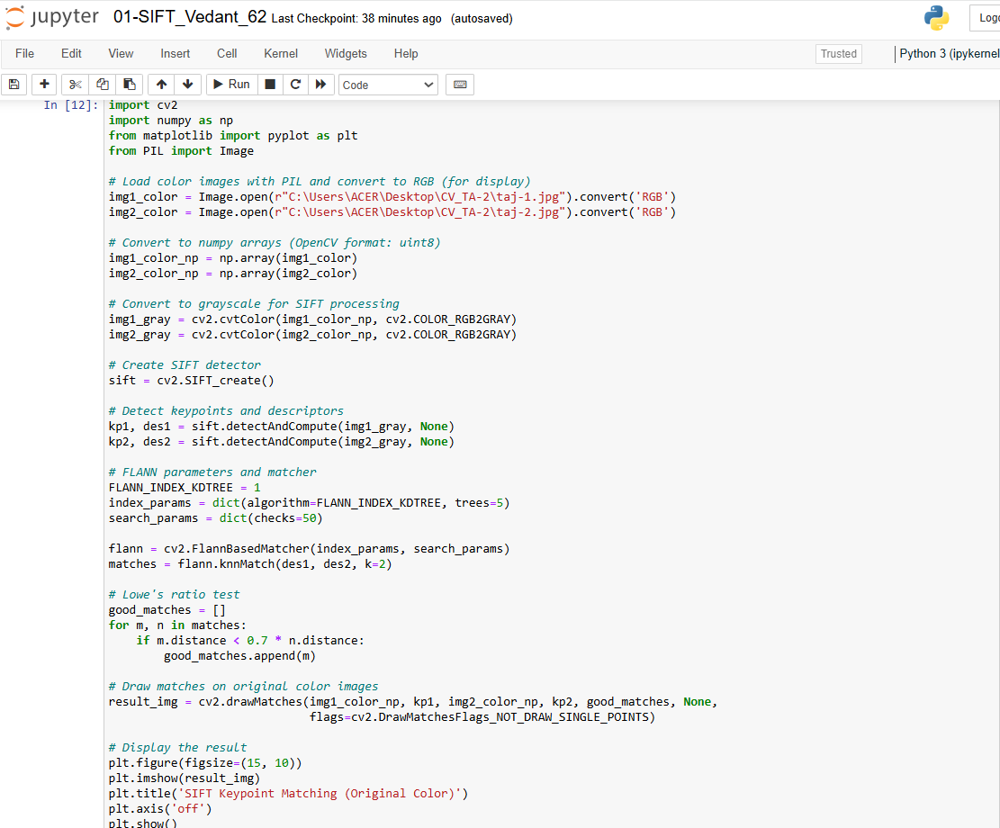 jupyter 01-SIFT_Vedant_62 Last Checkpoint: 38 minutes ago (autosaved)
File Edit View Insert Cell Kernel Widgets Help Trusted Python 3 (ipykernel
Run Code
In [12]: import cv2
import numpy as np
from matplotlib import pyplot as plt
from PIL import Image
# Load color images with PIL and convert to RGB (for display)
img1_color = Image.open(r"C:\Users\ACER\Desktop\CV_TA-2\taj-1.jpg").convert('RGB')
img2_color = Image.open(r"C:\Users\ACER\Desktop\CV_TA-2\taj-2.jpg").convert('RGB')
# Convert to numpy arrays (OpenCV format: uint8)
img1_color_np = np.array(img1_color)
img2_color_np = np.array(img2_color)
# Convert to grayscale for SIFT processing
img1_gray = cv2.cvtColor(img1_color_np, cv2.COLOR_RGB2GRAY)
img2_gray = cv2.cvtColor(img2_color_np, cv2.COLOR_RGB2GRAY)
# Create SIFT detector
sift = cv2.SIFT_create()
# Detect keypoints and descriptors
kp1, des1 = sift.detectAndCompute(img1_gray, None)
kp2, des2 = sift.detectAndCompute(img2_gray, None)
# FLANN parameters and matcher
FLANN_INDEX_KDTREE = 1
index_params = dict(algorithm=FLANN_INDEX_KDTREE, trees=5)
search_params = dict(checks=50)
flann = cv2.FlannBasedMatcher(index_params, search_params)
matches = flann.knnMatch(des1, des2, k=2)
# Lowe's ratio test
good_matches = []
for m, n in matches:
    if m.distance < 0.7 * n.distance:
        good_matches.append(m)
# Draw matches on original color images
result_img = cv2.drawMatches(img1_color_np, kp1, img2_color_np, kp2, good_matches, None,
                             flags=cv2.DrawMatchesFlags_NOT_DRAW_SINGLE_POINTS)
# Display the result
plt.figure(figsize=(15, 10))
plt.imshow(result_img)
plt.title('SIFT Keypoint Matching (Original Color)')
plt.axis('off')
plt.show()